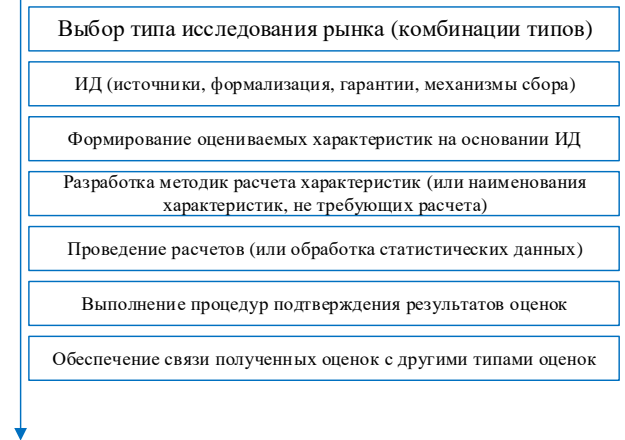 Выбор типа исследования рынка (комбинации типов)
ИД (источники, формализация, гарантии, механизмы сбора)
Формирование оцениваемых характеристик на основании ИД
Разработка методик расчета характеристик (или наименования
характеристик, не требующих расчета)
Проведение расчетов (или обработка статистических данных)
Выполнение процедур подтверждения результатов оценок
Обеспечение связи полученных оценок с другими типами оценок